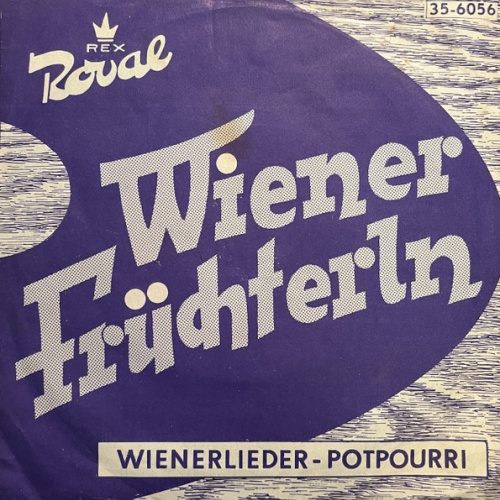 35-6056
REX
Royal
Wiener
Früchterln
WIENERLIEDER-POTPOURRI